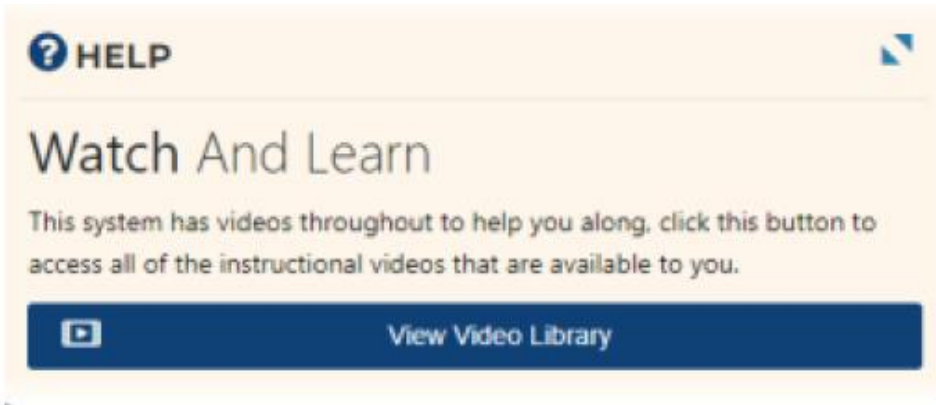 HELP
Watch And Learn
This system has videos throughout to help you along, click this button to
access all of the instructional videos that are available to you.
View Video Library